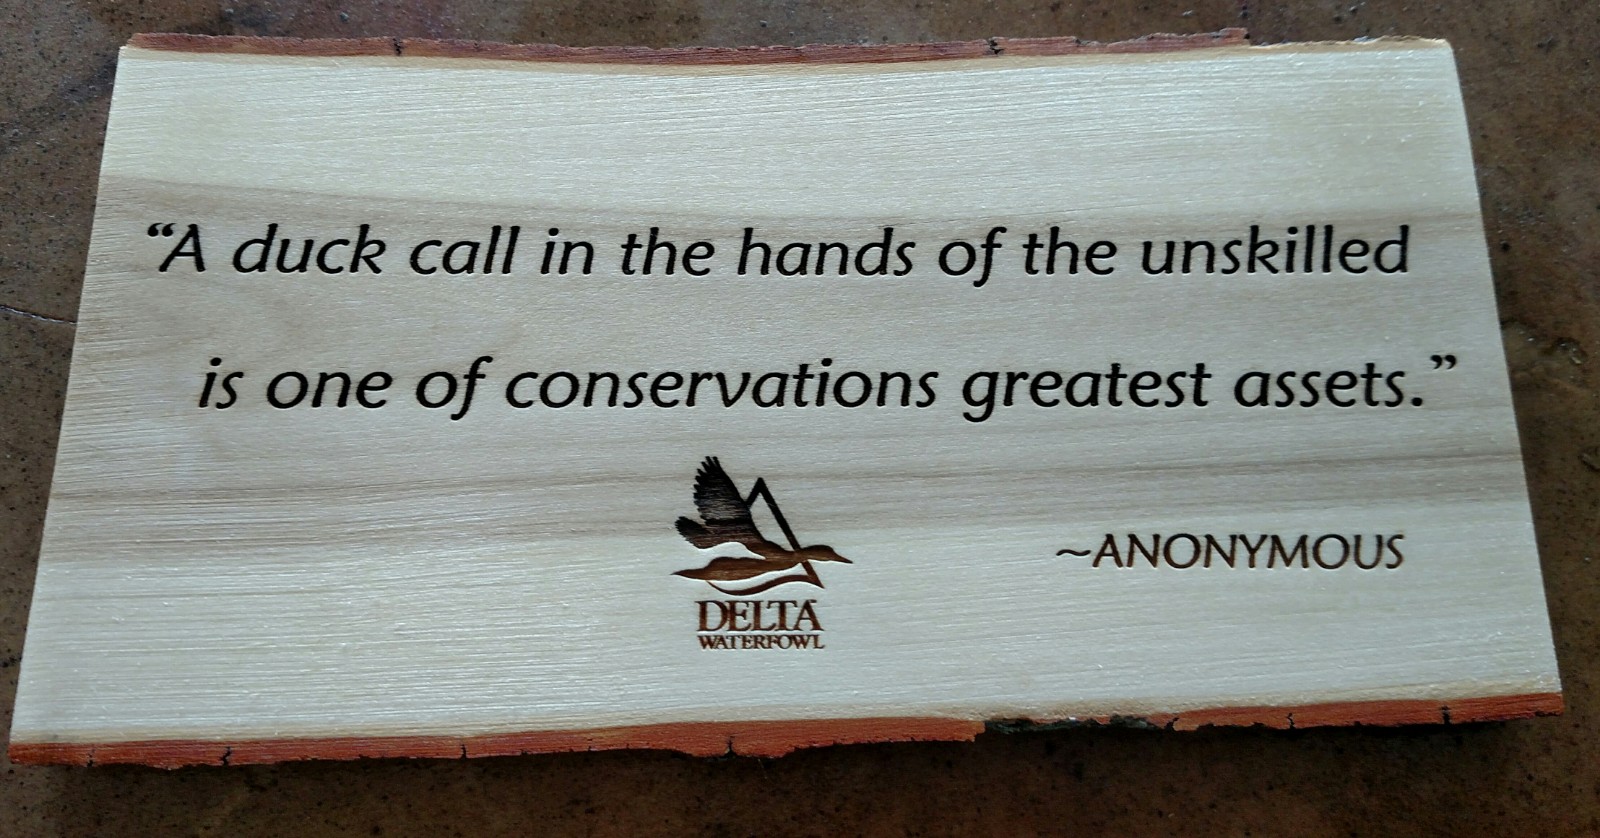 “A duck call in the hands of the unskilled
is one of conservations greatest assets.”
~ANONYMOUS
DELTA
WATERFOWL